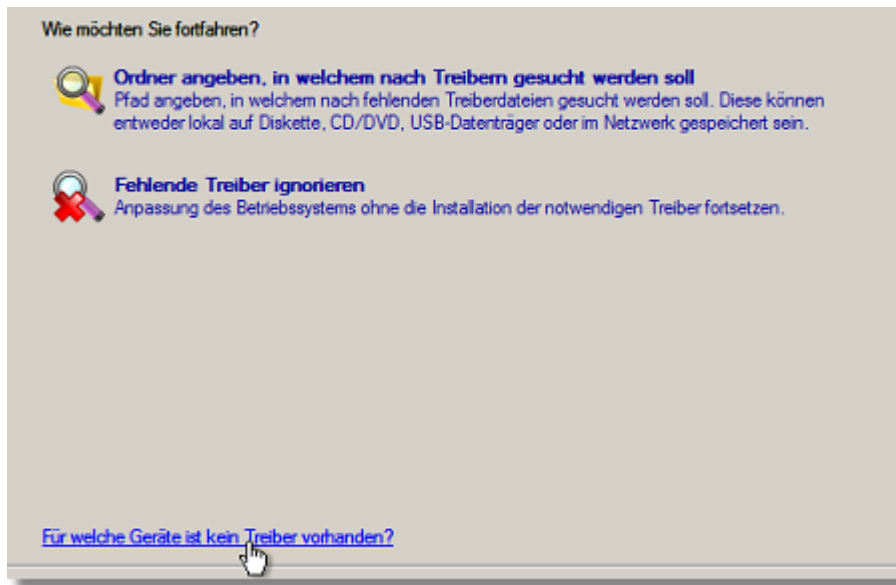 Wie möchten Sie fortfahren?
Ordner angeben, in welchem nach Treibern gesucht werden soll
Pfad angeben, in welchem nach fehlenden Treiberdateien gesucht werden soll. Diese können
entweder lokal auf Diskette, CD/DVD, USB-Datenträger oder im Netzwerk gespeichert sein.
Fehlende Treiber ignorieren
Anpassung des Betriebssystems ohne die Installation der notwendigen Treiber fortsetzen.
Für welche Geräte ist kein Treiber vorhanden?